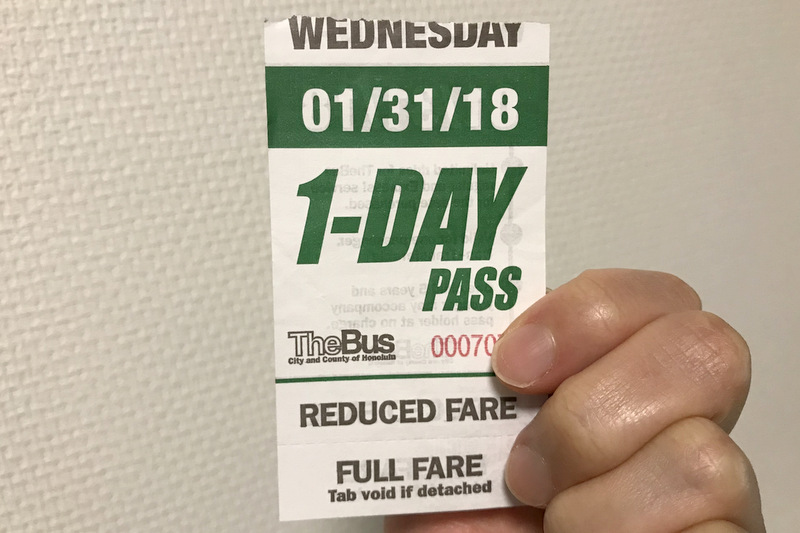 WEDNESDAY
01/31/18
1-DAY
PASS
TheBus
City and County of Honolulu
00070
REDUCED FARE
FULL FARE
Tab void if detached